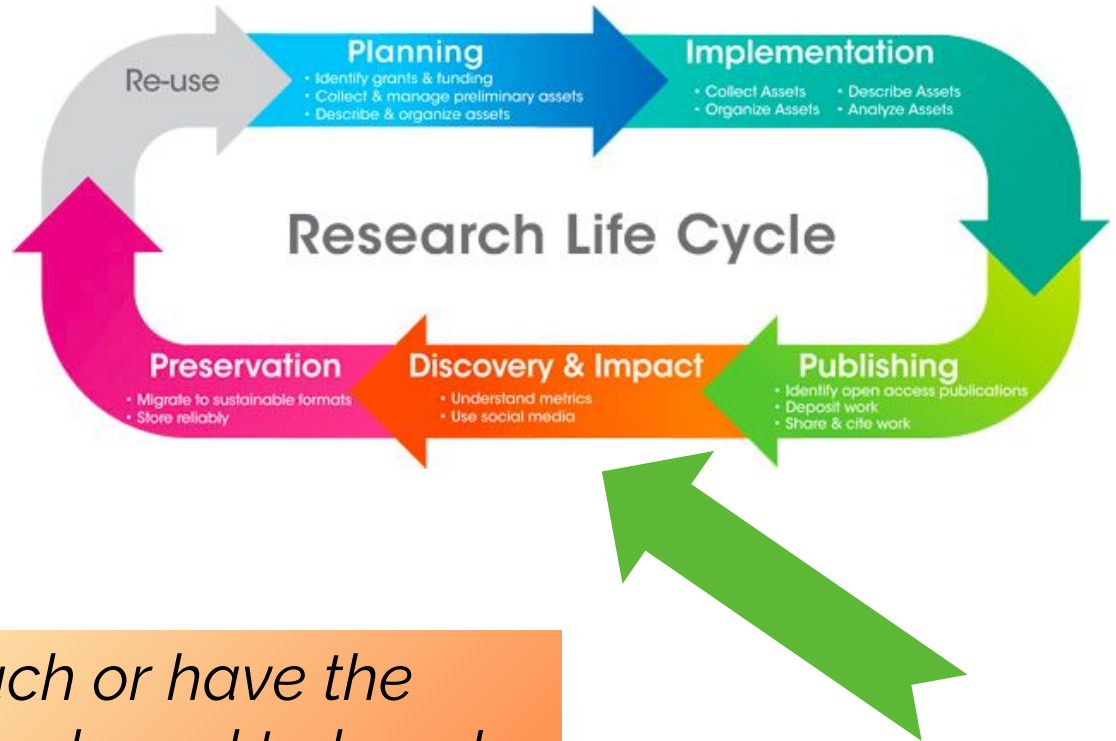 Re-use
Planning
• Identify grants & funding
• Collect & manage preliminary assets
• Describe & organize assets
Implementation
• Collect Assets
• Organize Assets
• Describe Assets
• Analyze Assets
Research Life Cycle
Preservation
• Migrate to sustainable formats
• Store reliably
Discovery & Impact
• Understand metrics
• Use social media
Publishing
• Identify open access publications
• Deposit work
• Share & cite work
ach or have the